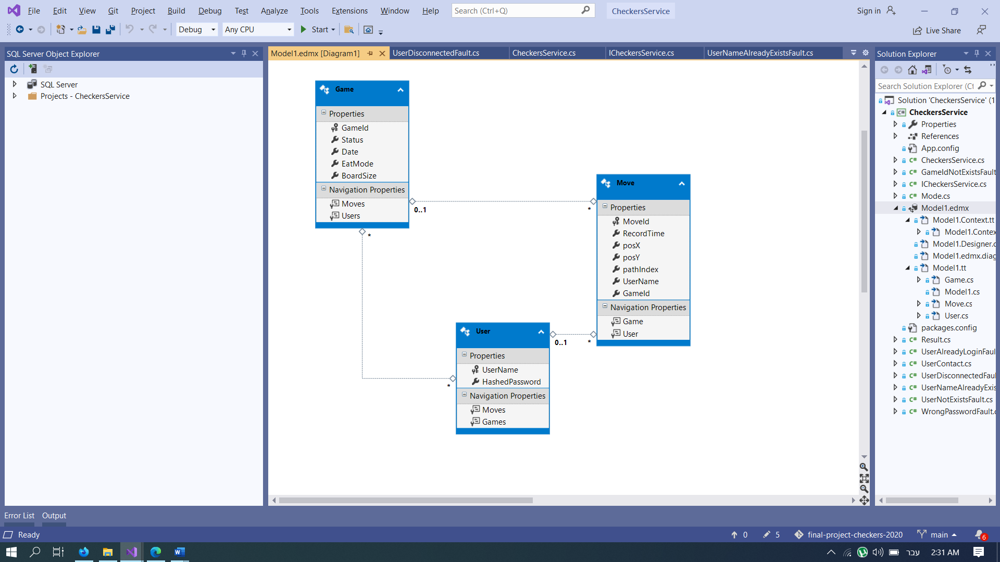 File Edit View Git Project Build Debug Test Analyze Tools Extensions Window Help Search (Ctrl+Q) CheckersService Sign in
Debug Any CPU Start Live Share
SQL Server Object Explorer
SQL Server
Projects - CheckersService
Model1.edmx [Diagram1] UserDisconnectedFault.cs CheckersService.cs ICheckersService.cs UserNameAlreadyExistsFault.cs
Game
Properties
GameId
Status
Date
EatMode
BoardSize
Navigation Properties
Moves
Users
0..1
*
*
Move
Properties
MoveId
RecordTime
posX
posY
pathIndex
UserName
GameId
Navigation Properties
Game
User
User
Properties
UserName
HashedPassword
Navigation Properties
Moves
Games
0..1
*
*
Solution Explorer
Search Solution Explorer (Ct
Solution 'CheckersService' (1
CheckersService
Properties
References
App.config
CheckersService.cs
GameIdNotExistsFault
ICheckersService.cs
Mode.cs
Model1.edmx
Model1.Context.tt
Model1.Contex
Model1.Designer.c
Model1.edmx.diag
Model1.tt
Game.cs
Model1.cs
Move.cs
User.cs
packages.config
Result.cs
UserAlreadyLoginFaul
UserContact.cs
UserDisconnectedFaul
UserNameAlreadyExis
UserNotExistsFault.cs
WrongPasswordFault.c
Error List Output
Ready 0 5 final-project-checkers-2020 main 6
עבר 2:31 AM